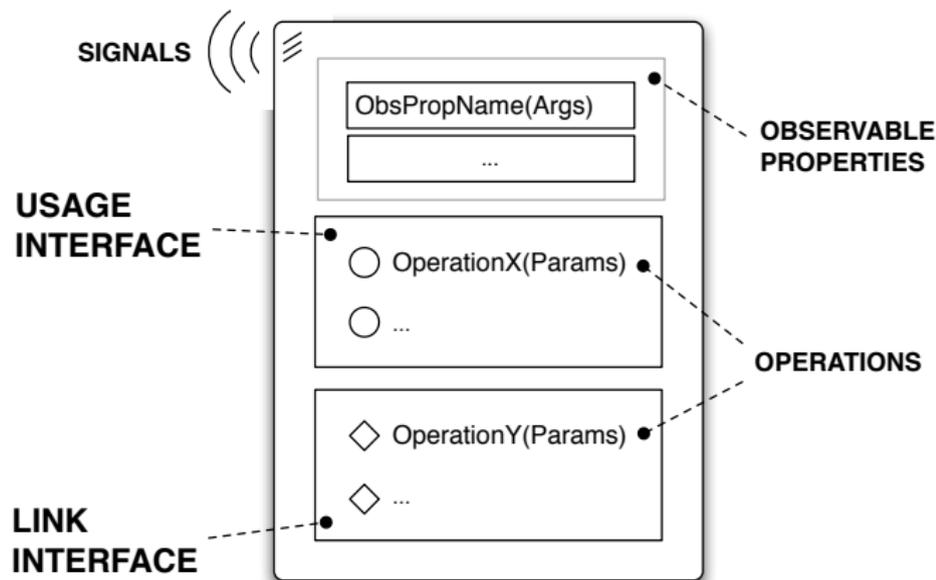 SIGNALS
ObsPropName(Args)
...
OBSERVABLE
PROPERTIES
USAGE
INTERFACE
OperationX(Params)
...
OPERATIONS
OperationY(Params)
...
LINK
INTERFACE